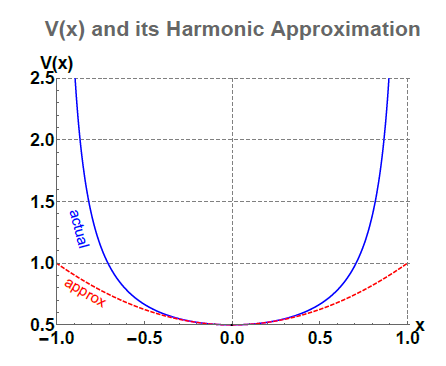 V(x) and its Harmonic Approximation
V(x)
2.5
2.0
1.5
actual
1.0
approx
0.5
x
−1.0 −0.5 0.0 0.5 1.0